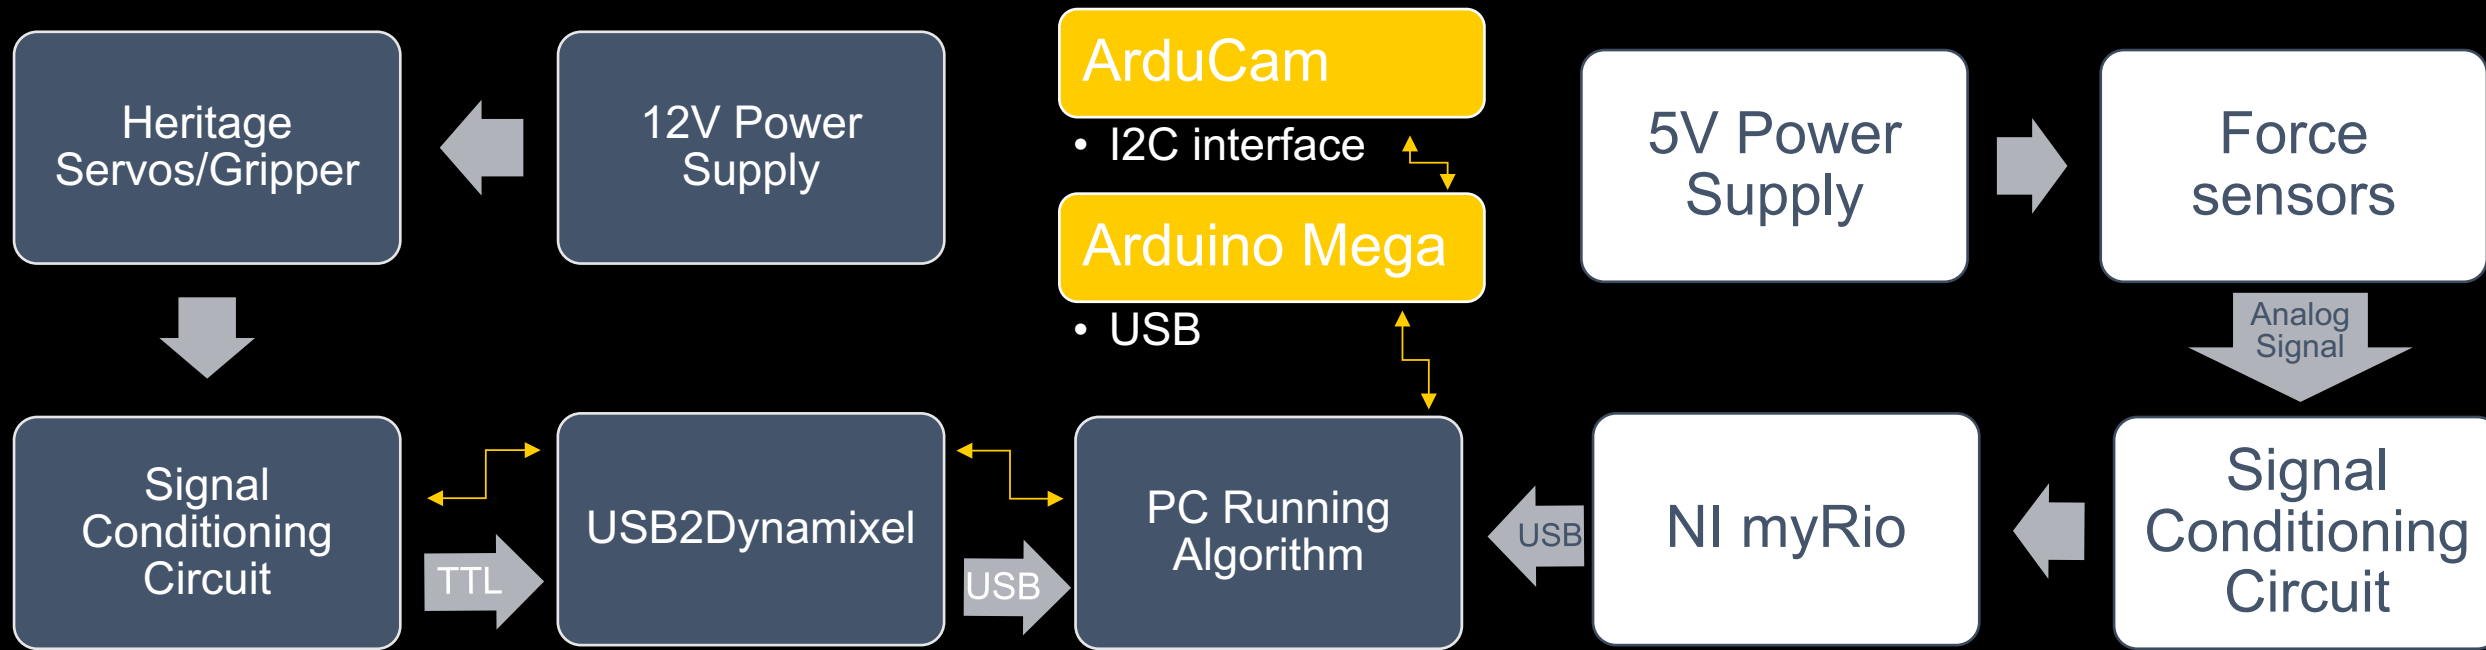 Heritage
Servos/Gripper
12V Power
Supply
ArduCam
• I2C interface
Arduino Mega
• USB
5V Power
Supply
Force
sensors
Analog
Signal
Signal
Conditioning
Circuit
TTL
USB2Dynamixel
USB
PC Running
Algorithm
USB
NI myRio
Signal
Conditioning
Circuit